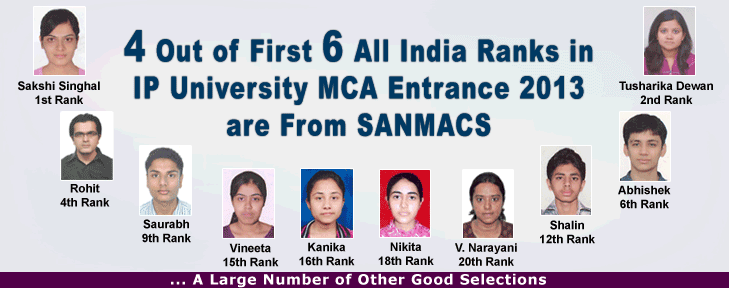 4 Out of First 6 All India Ranks in
IP University MCA Entrance 2013
are From SANMACS
Sakshi Singhal
1st Rank
Tusharika Dewan
2nd Rank
Rohit
4th Rank
Abhishek
6th Rank
Saurabh
9th Rank
Shalin
12th Rank
Vineeta
15th Rank
Kanika
16th Rank
Nikita
18th Rank
V. Narayani
20th Rank
... A Large Number of Other Good Selections